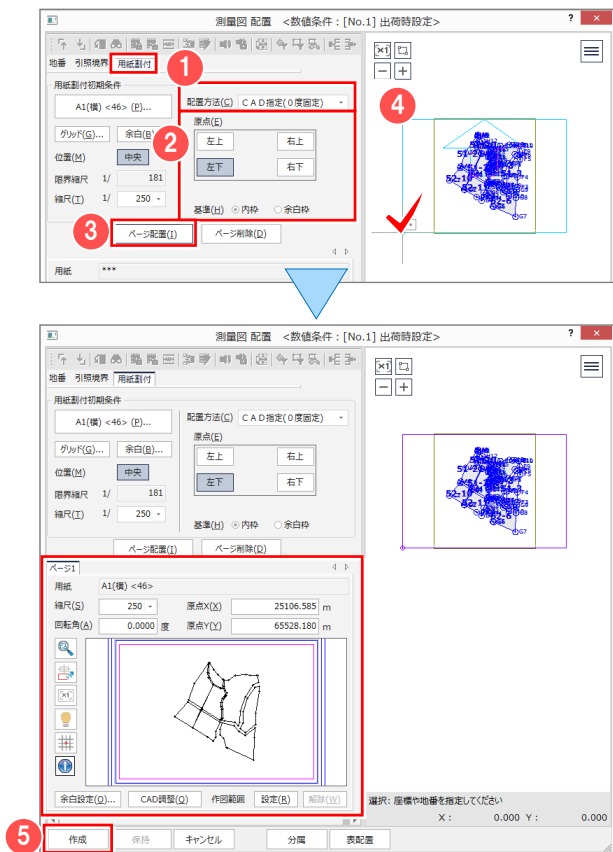 測量図 配置　<数値条件：[No.1] 出荷時設定>
? ×
地番 引照境界 用紙割付
1
用紙割付初期条件
A1(横) <46> (P)...
配置方法(C) ＣＡＤ指定(０度固定)
4
2
原点(E)
グリッド(G)... 余白(B)
左上 右上
位置(M) 中央
左下 右下
限界縮尺 1/ 181
縮尺(T) 1/ 250
基準(H) 内枠 余白枠
3
ページ配置(I) ページ削除(D)
用紙 ***
G7
測量図 配置　<数値条件：[No.1] 出荷時設定>
? ×
地番 引照境界 用紙割付
用紙割付初期条件
A1(横) <46> (P)...
配置方法(C) ＣＡＤ指定(０度固定)
原点(E)
グリッド(G)... 余白(B)...
左上 右上
位置(M) 中央
左下 右下
限界縮尺 1/ 181
縮尺(T) 1/ 250
基準(H) 内枠 余白枠
G7
ページ配置(I) ページ削除(D)
ページ1
用紙 A1(横) <46>
縮尺(S) 250 原点X(X) 25106.585 m
回転角(A) 0.0000 度 原点Y(Y) 65528.180 m
余白設定(O)... CAD調整(Q) 作図範囲 設定(R) 解除(W)
選択: 座標や地番を指定してください
X : 0.000 Y : 0.000
5
作成 保持 キャンセル 分属 表配置